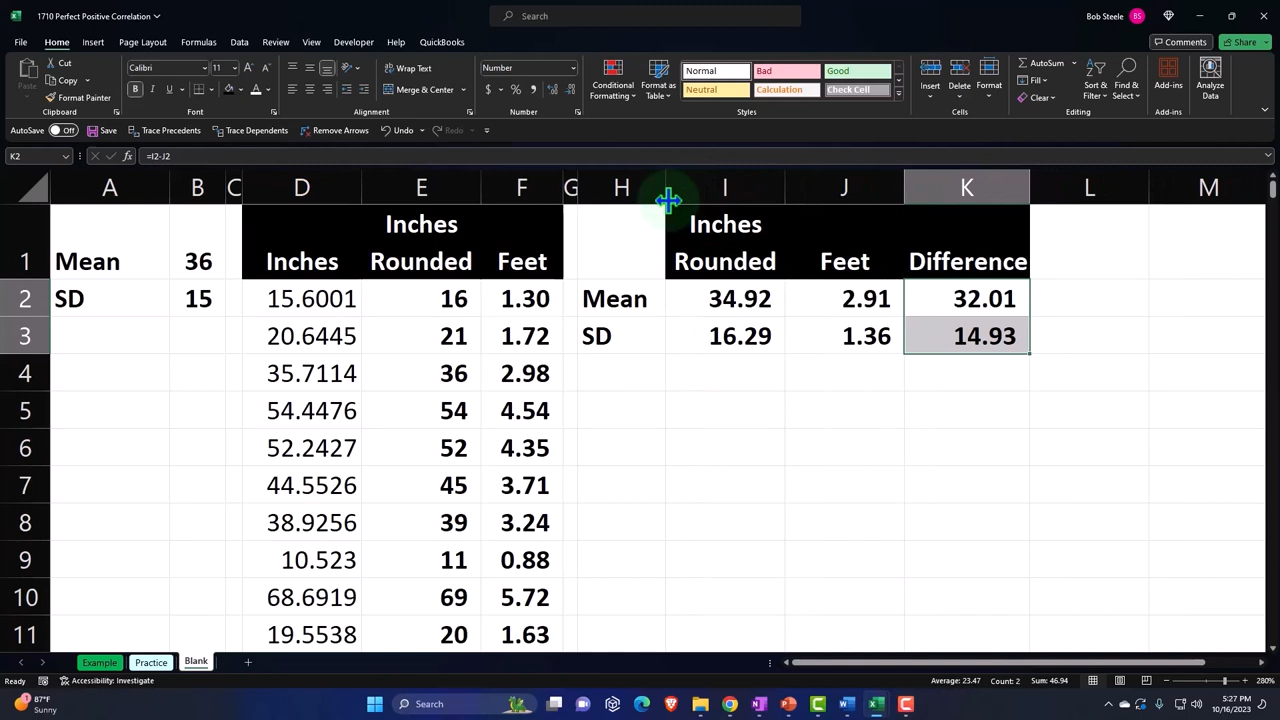 1710 Perfect Positive Correlation
Search
Bob Steele BS
File Home Insert Page Layout Formulas Data Review View Developer Help QuickBooks
Comments Share
Cut
Copy
Format Painter
Paste
Clipboard
Calibri 11
Font
Wrap Text
Merge & Center
Alignment
Number
Number
Conditional Formatting
Format as Table
Normal Bad Good
Neutral Calculation Check Cell
Styles
Insert Delete Format
Cells
AutoSum
Fill
Clear
Sort & Filter
Find & Select
Editing
Add-ins
Add-ins
Analyze Data
AutoSave Off Save Trace Precedents Trace Dependents Remove Arrows Undo Redo
K2 =I2-J2
A B C D E F G H I J K L M
Inches Inches
1 Mean 36 Inches Rounded Feet Rounded Feet Difference
2 SD 15 15.6001 16 1.30 Mean 34.92 2.91 32.01
3 20.6445 21 1.72 SD 16.29 1.36 14.93
4 35.7114 36 2.98
5 54.4476 54 4.54
6 52.2427 52 4.35
7 44.5526 45 3.71
8 38.9256 39 3.24
9 10.523 11 0.88
10 68.6919 69 5.72
11 19.5538 20 1.63
Example Practice Blank
Ready Accessibility: Investigate Average: 23.47 Count: 2 Sum: 46.94 280%
87°F
Sunny
Search
5:27 PM
10/16/2023